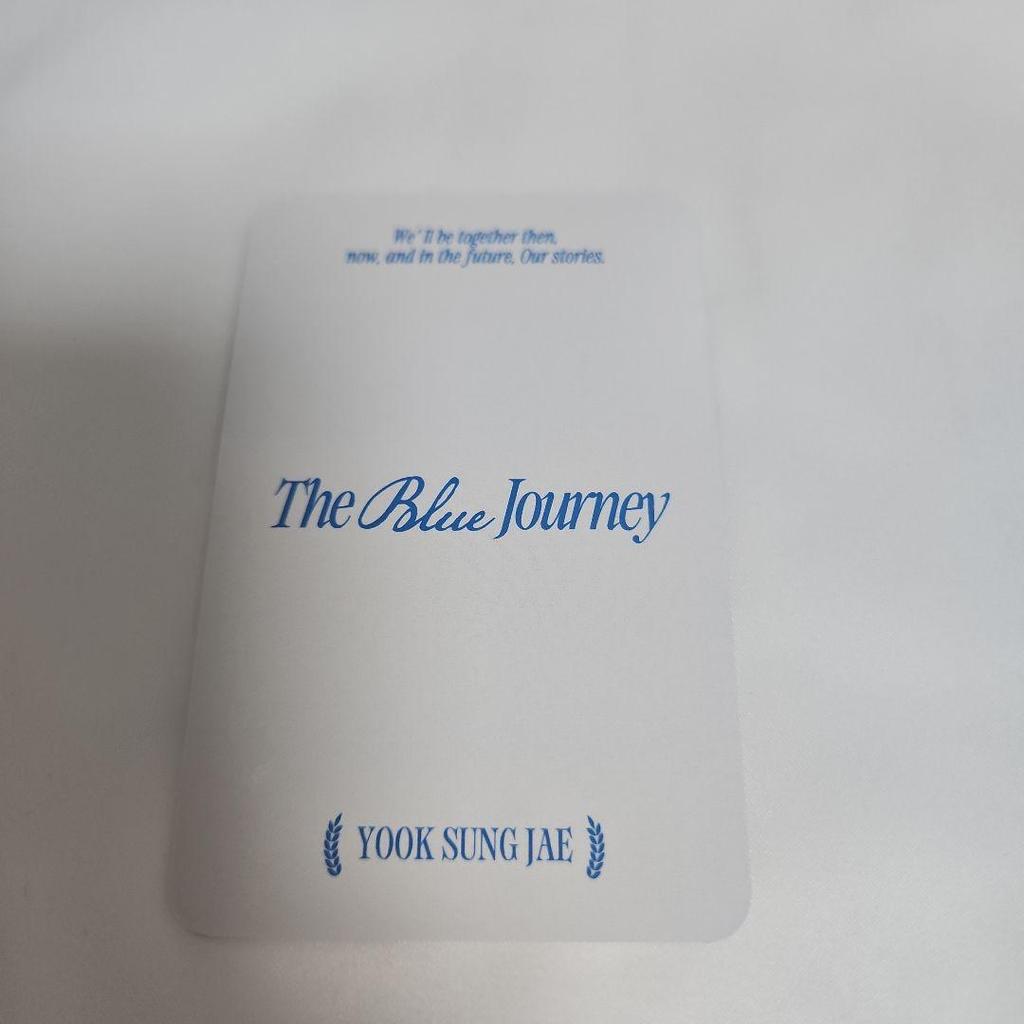 We'll be together then,
now, and in the future, Our stories.
The Blue Journey
YOOK SUNG JAE